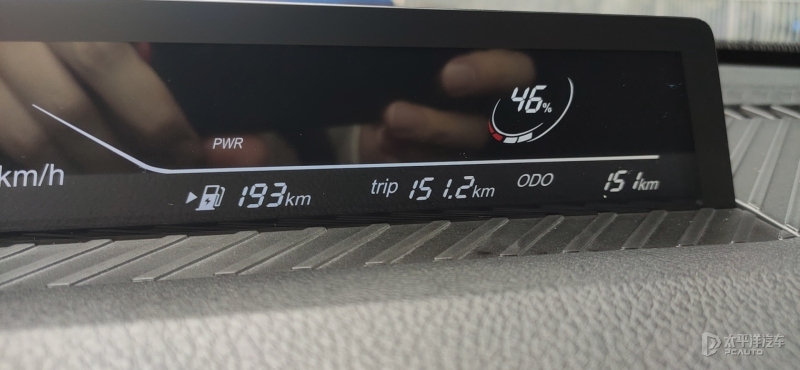 46%
PWR
km/h
193km trip 151.2km ODO 151km
太平洋汽车
PCAUTO